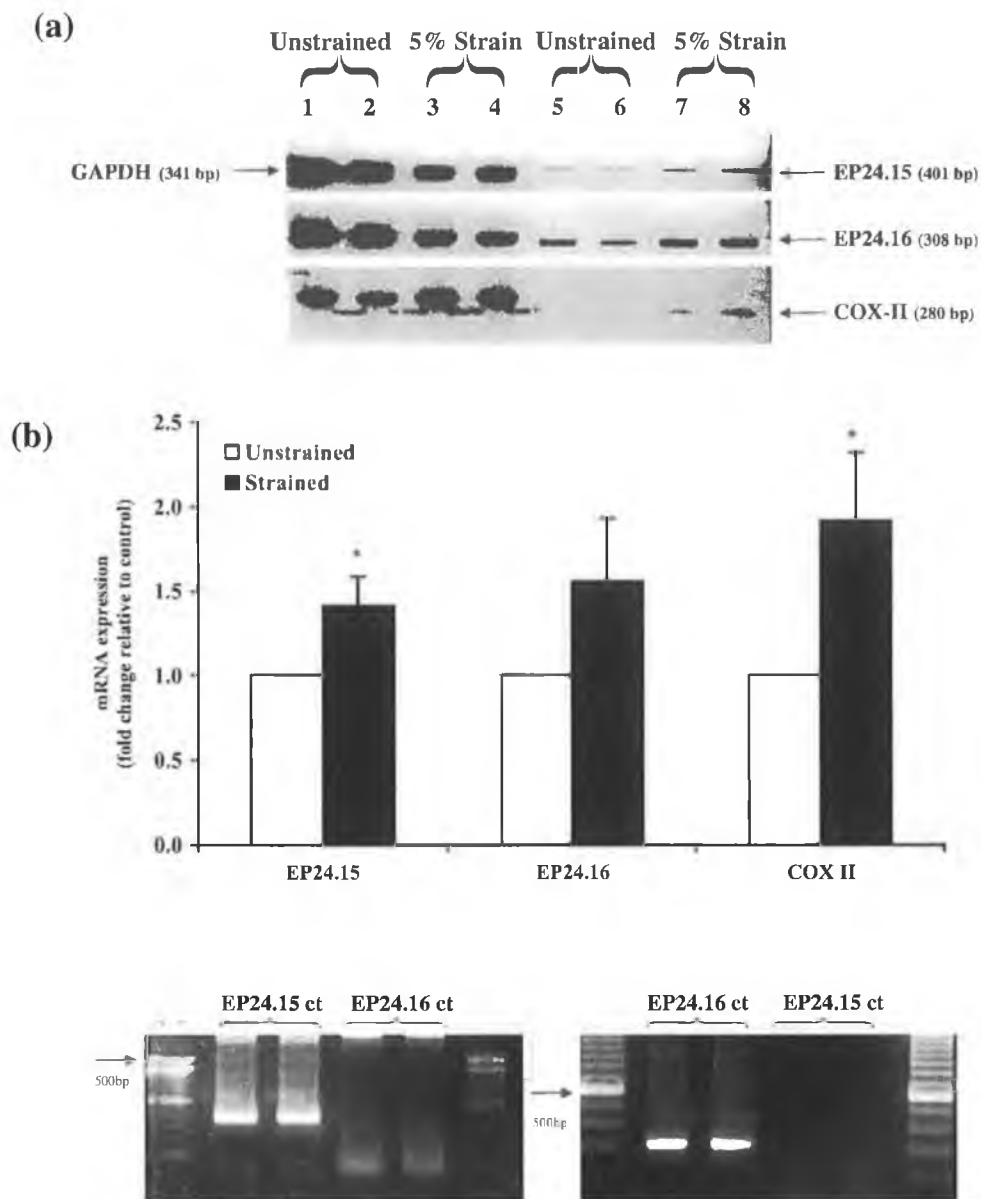 (a)
Unstrained 5% Strain Unstrained 5% Strain
1 2 3 4 5 6 7 8
GAPDH (341 bp)
EP24.15 (401 bp)
EP24.16 (308 bp)
COX-II (280 bp)
(b)
mRNA expression
(fold change relative to control)
2.5
2.0
1.5
1.0
0.5
0.0
Unstrained
Strained
*
*
EP24.15 EP24.16 COX II
EP24.15 ct EP24.16 ct
500bp
EP24.16 ct EP24.15 ct
500bp